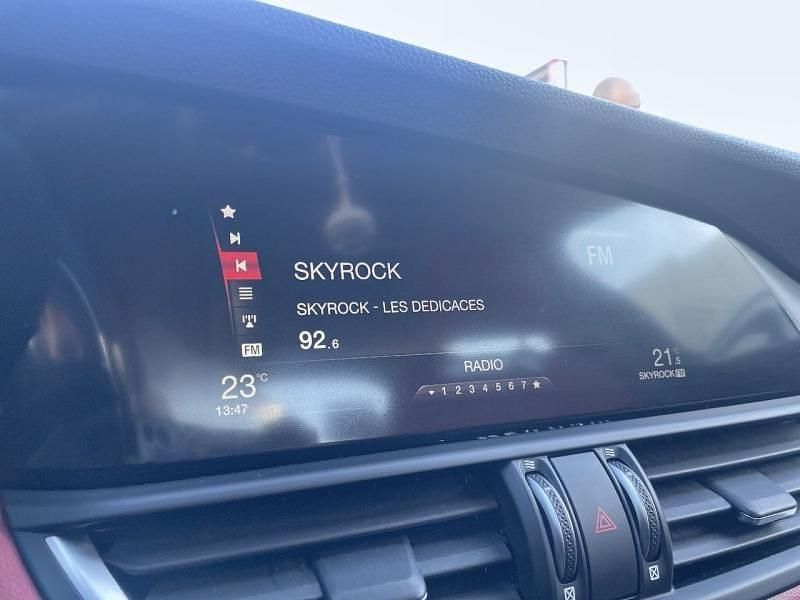 FM
SKYROCK
SKYROCK - LES DEDICACES
92.6
FM
23°C
13:47
RADIO
1 2 3 4 5 6 7
21°C.5
SKYROCK FM